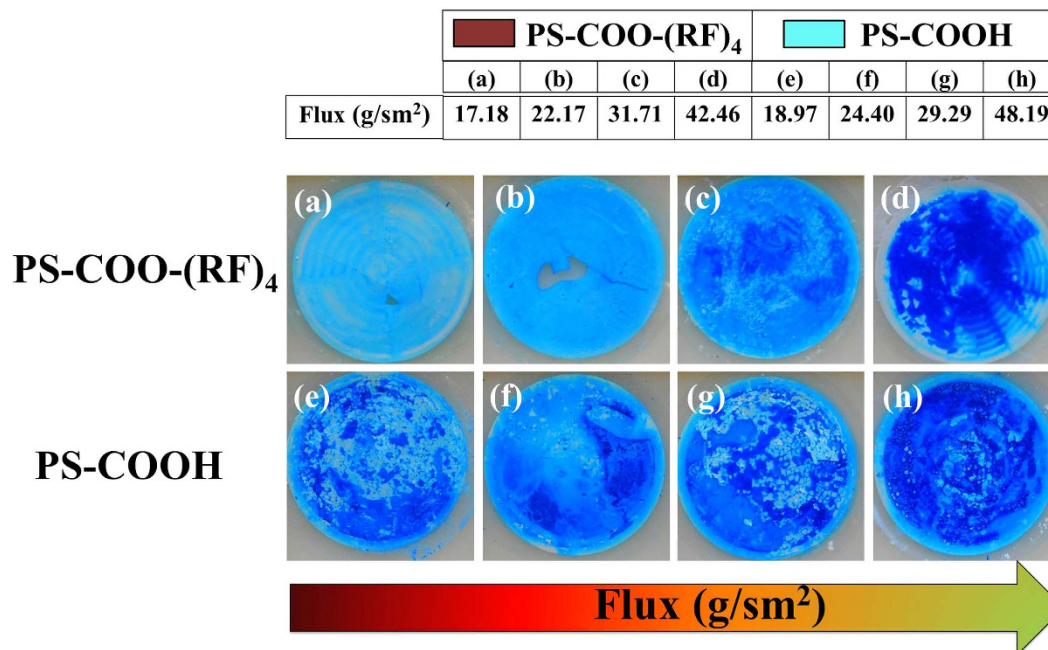 PS-COO-(RF)₄ PS-COOH
(a) (b) (c) (d) (e) (f) (g) (h)
Flux (g/sm²) 17.18 22.17 31.71 42.46 18.97 24.40 29.29 48.19
(a) (b) (c) (d)
PS-COO-(RF)₄
(e) (f) (g) (h)
PS-COOH
Flux (g/sm²)